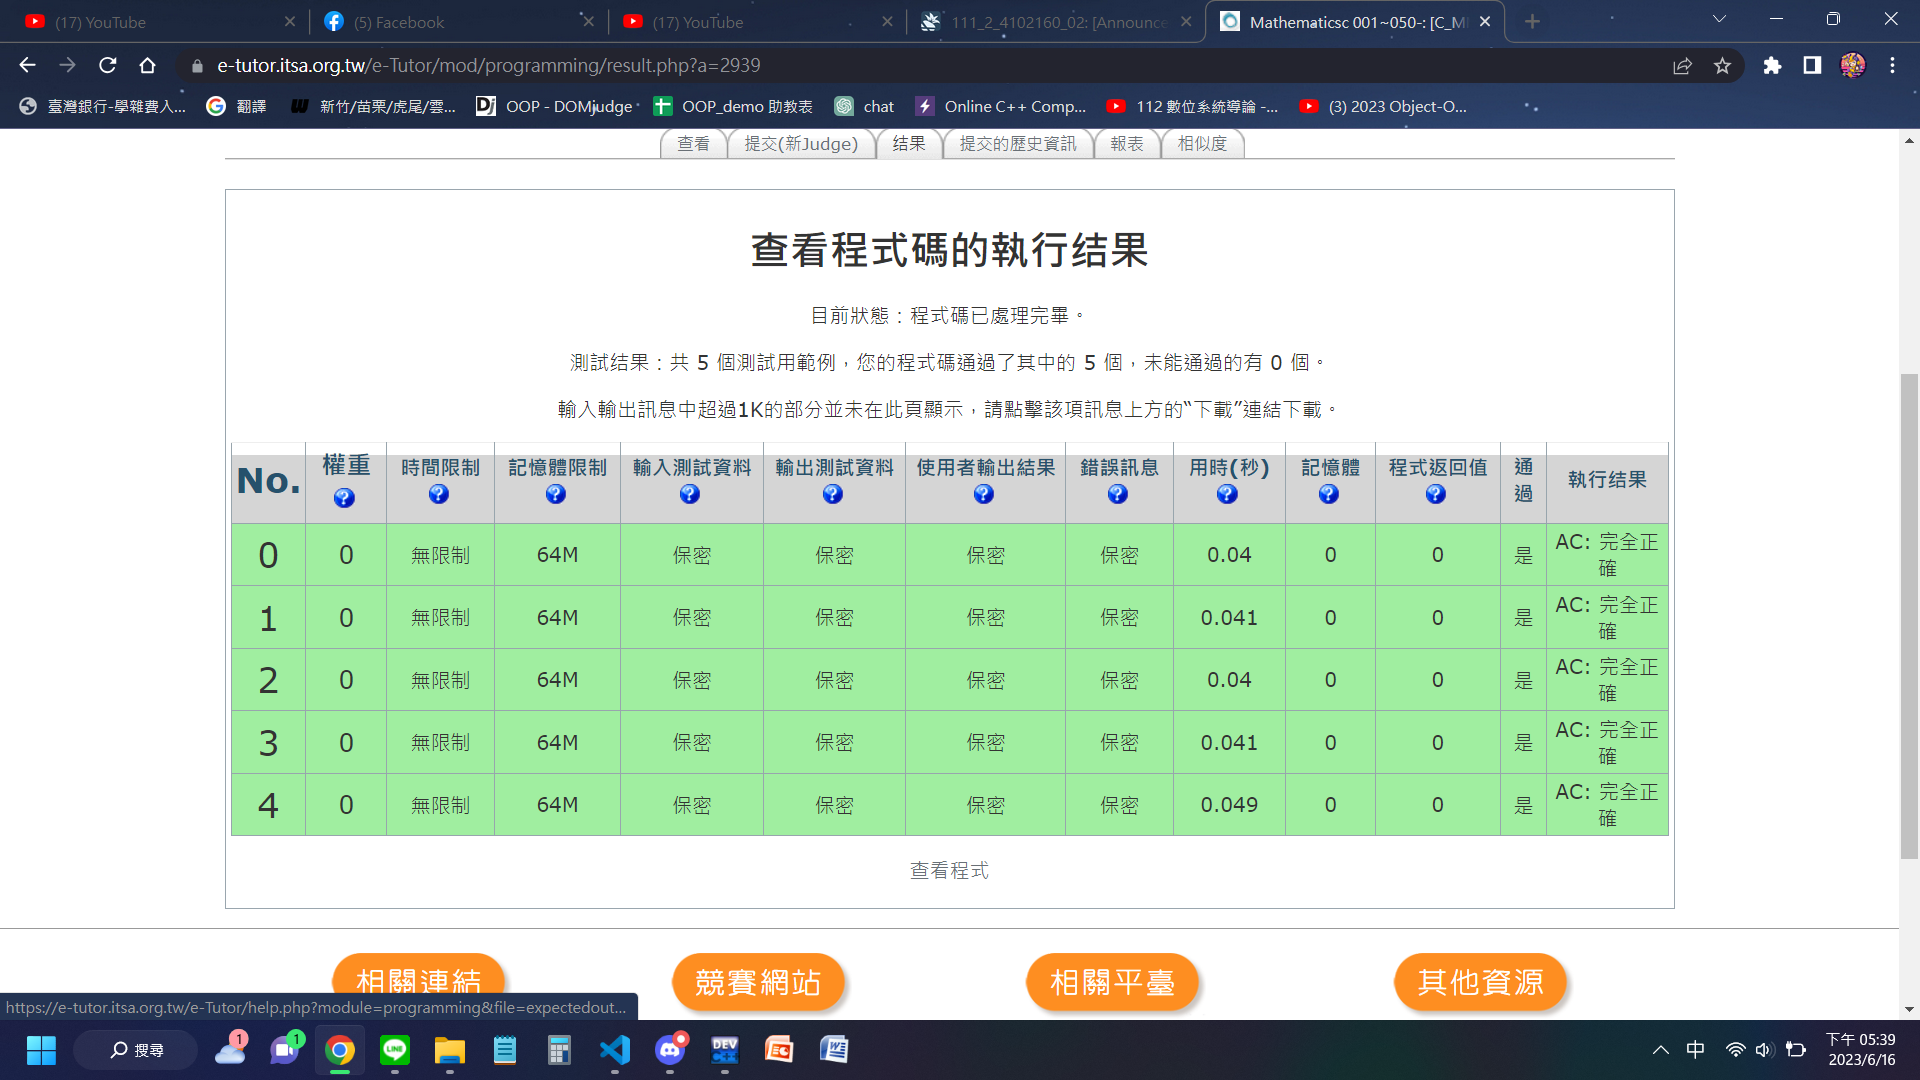 (17) YouTube
(5) Facebook
(17) YouTube
111_2_4102160_02: [Announce
Mathematicsc 001~050-: [C_M
e-tutor.itsa.org.tw/e-Tutor/mod/programming/result.php?a=2939
臺灣銀行-學雜費入...
翻譯
新竹/苗栗/虎尾/雲...
OOP - DOMjudge
OOP_demo 助教表
chat
Online C++ Comp...
112 數位系統導論 -...
(3) 2023 Object-O...
查看
提交(新Judge)
结果
提交的歷史資訊
報表
相似度
查看程式碼的執行结果
目前狀態：程式碼已處理完畢。
測試结果：共 5 個測試用範例，您的程式碼通過了其中的 5 個，未能通過的有 0 個。
輸入輸出訊息中超過1K的部分並未在此頁顯示，請點擊該項訊息上方的“下載”連結下載。
No. 權重 時間限制 記憶體限制 輸入測試資料 輸出測試資料 使用者輸出結果 錯誤訊息 用時(秒) 記憶體 程式返回值 通過 執行结果
0 0 無限制 64M 保密 保密 保密 保密 0.04 0 0 是 AC: 完全正確
1 0 無限制 64M 保密 保密 保密 保密 0.041 0 0 是 AC: 完全正確
2 0 無限制 64M 保密 保密 保密 保密 0.04 0 0 是 AC: 完全正確
3 0 無限制 64M 保密 保密 保密 保密 0.041 0 0 是 AC: 完全正確
4 0 無限制 64M 保密 保密 保密 保密 0.049 0 0 是 AC: 完全正確
查看程式
相關連結
競賽網站
相關平臺
其他資源
https://e-tutor.itsa.org.tw/e-Tutor/help.php?module=programming&file=expectedout...
搜尋
1
1
LINE
DEV C++
中
下午 05:39
2023/6/16